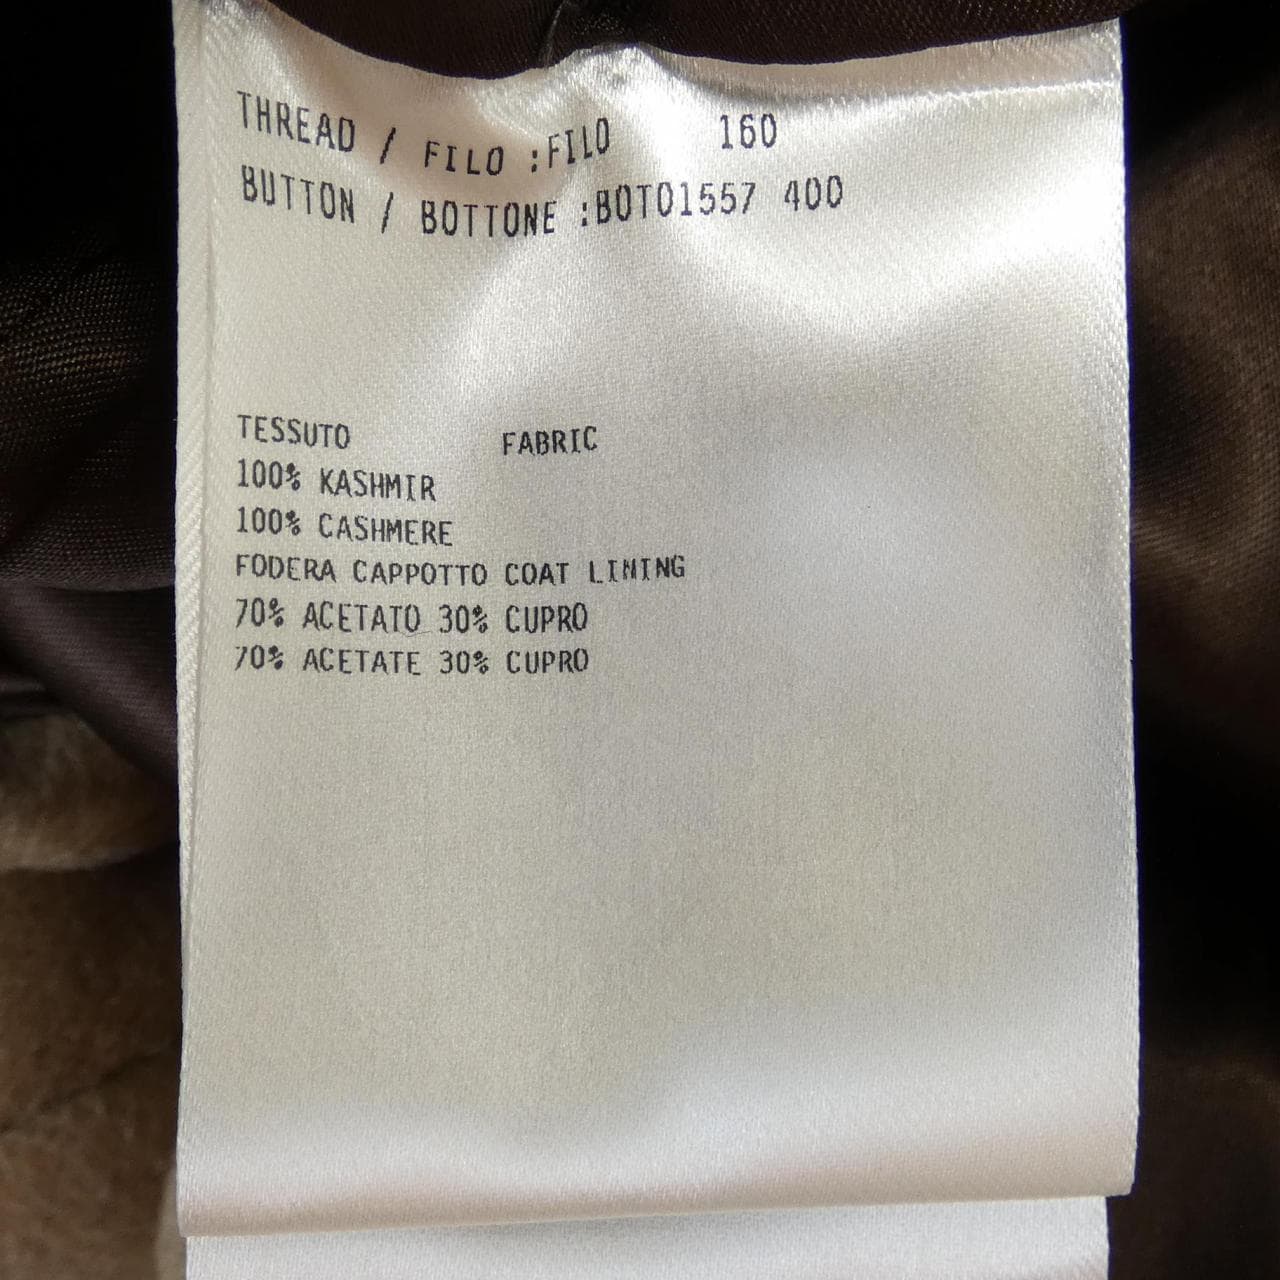 THREAD / FILO :FILO 160
BUTTON / BOTTONE :BOT01557 400
TESSUTO FABRIC
100% KASHMIR
100% CASHMERE
FODERA CAPPOTTO COAT LINING
70% ACETATO 30% CUPRO
70% ACETATE 30% CUPRO